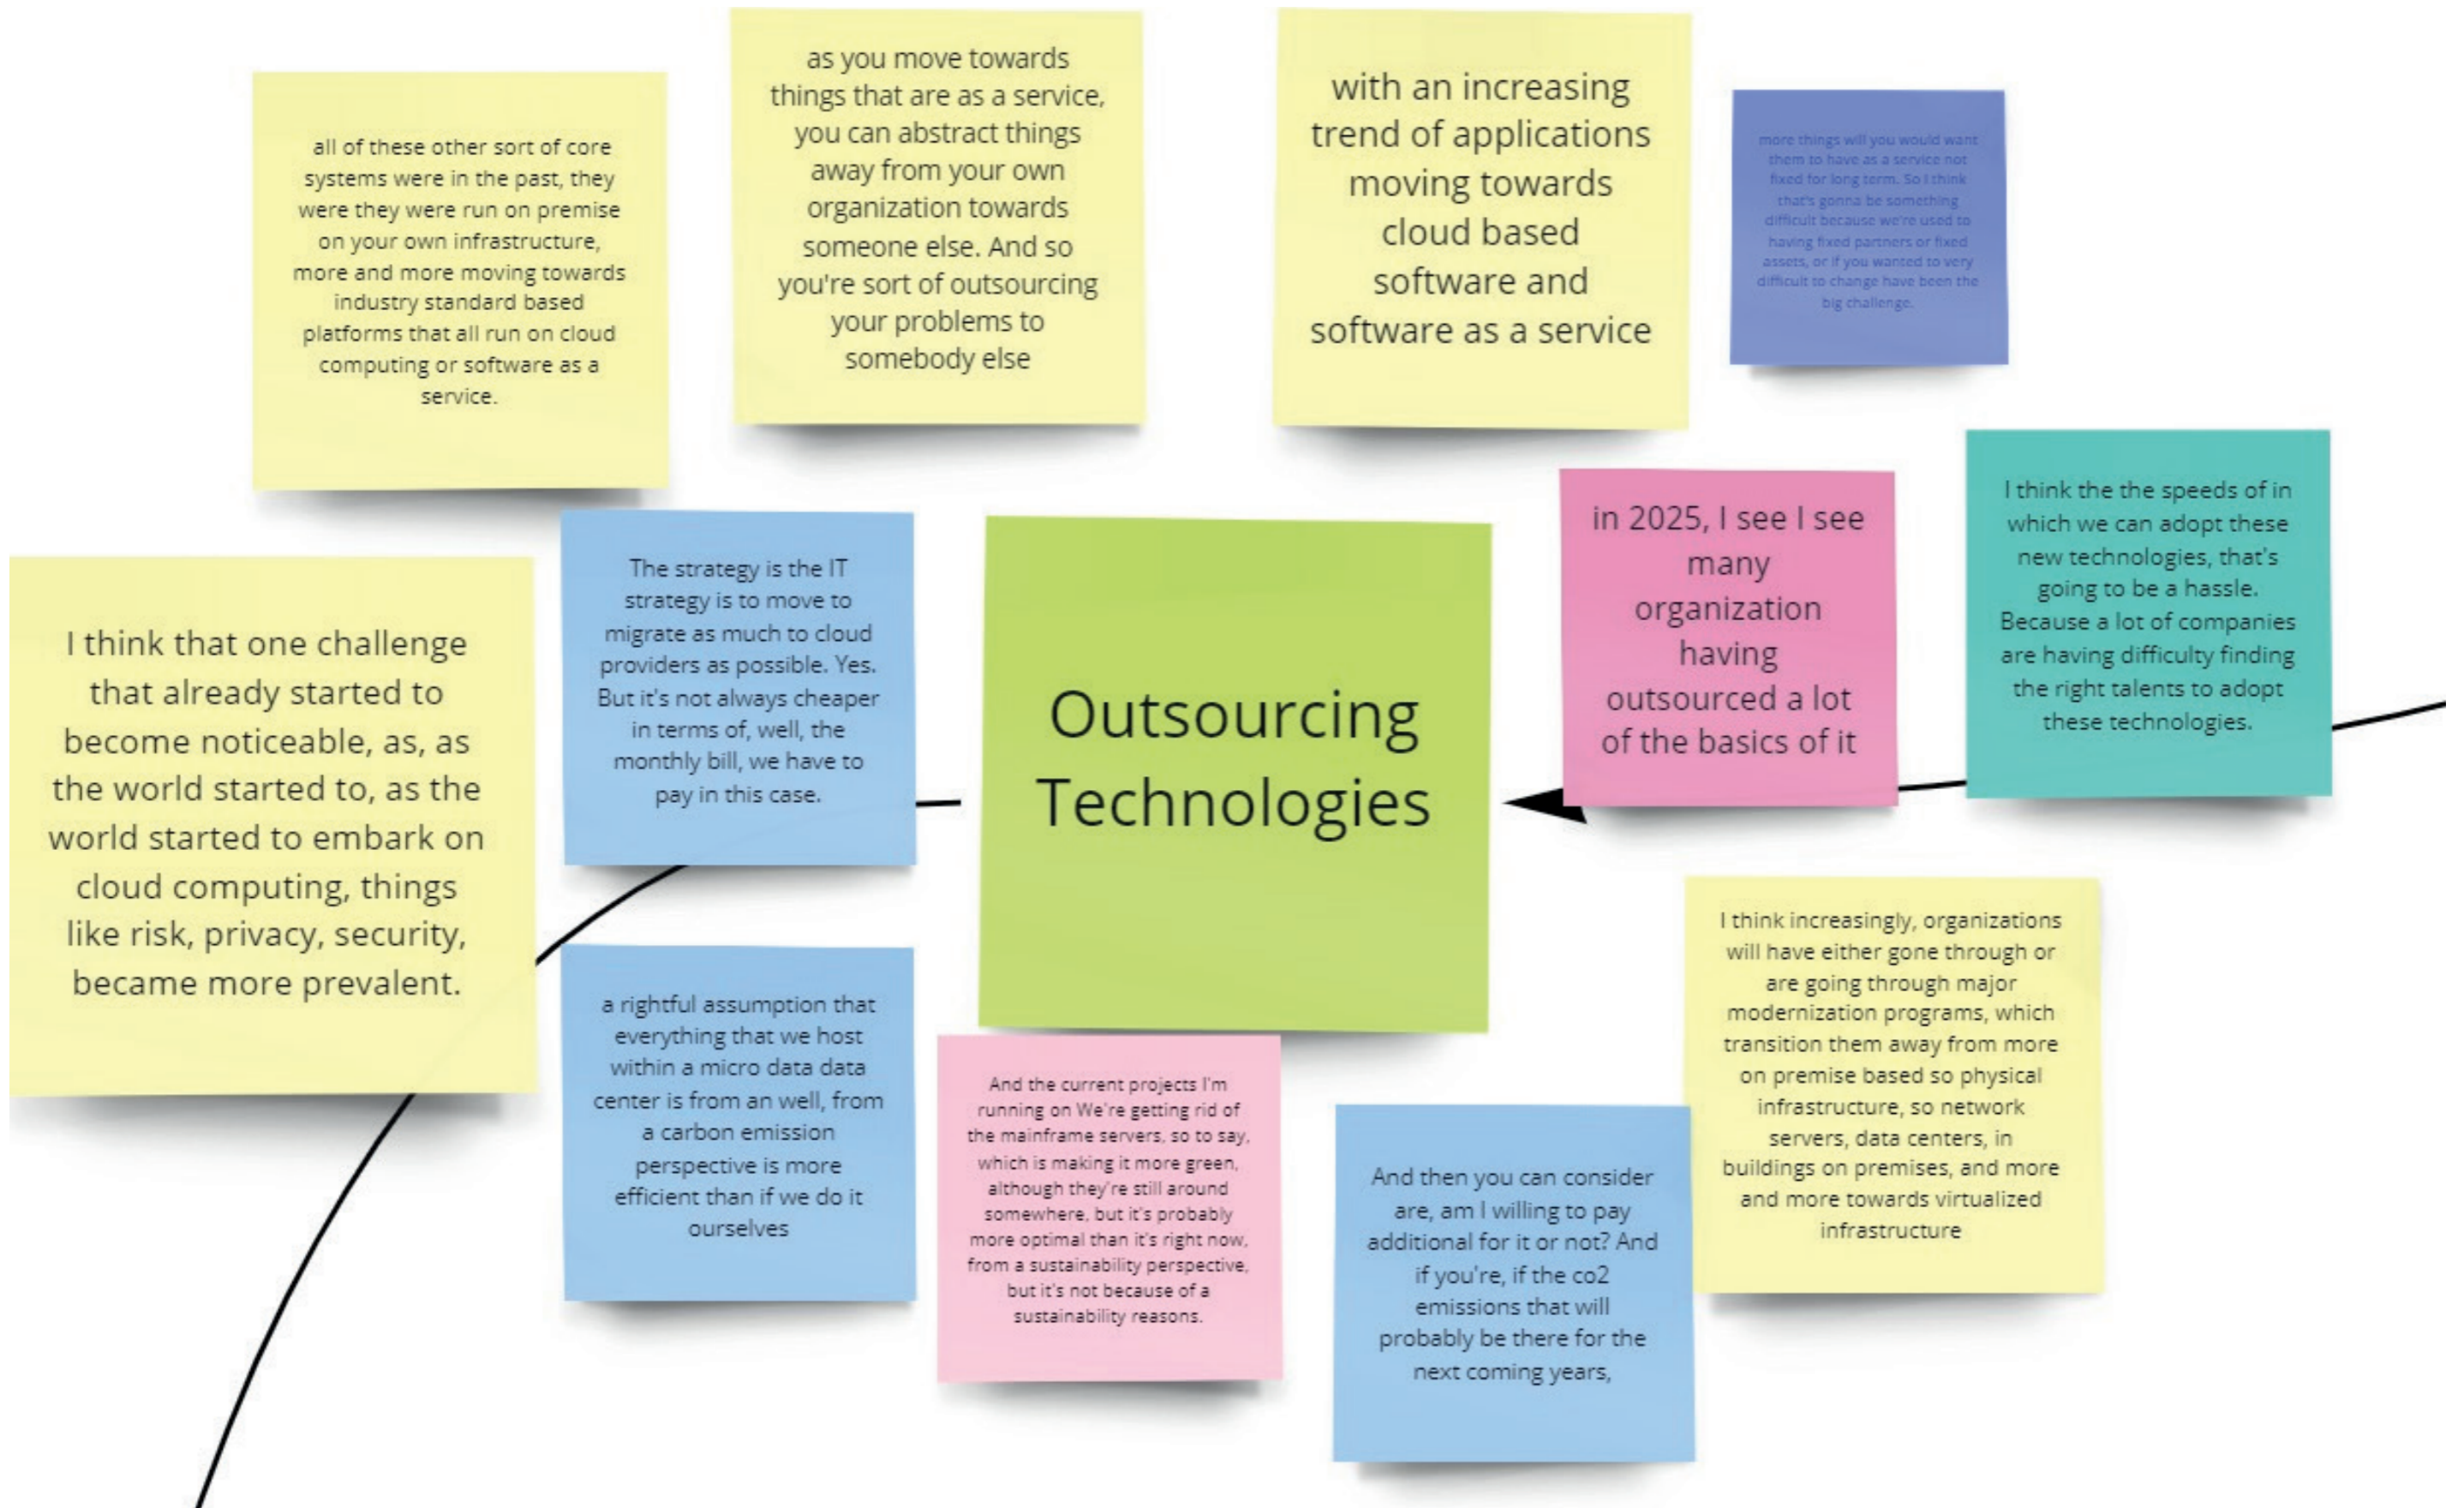 all of these other sort of core
systems were in the past, they
were they were run on premise
on your own infrastructure,
more and more moving towards
industry standard based
platforms that all run on cloud
computing or software as a
service.
as you move towards
things that are as a service,
you can abstract things
away from your own
organization towards
someone else. And so
you're sort of outsourcing
your problems to
somebody else
with an increasing
trend of applications
moving towards
cloud based
software and
software as a service
more things will you would want
them to have as a service not
fixed for long term. So I think
that's gonna be something
difficult because we're used to
having fixed partners or fixed
assets, or if you wanted to very
difficult to change have been the
big challenge.
I think that one challenge
that already started to
become noticeable, as, as
the world started to, as the
world started to embark on
cloud computing, things
like risk, privacy, security,
became more prevalent.
The strategy is the IT
strategy is to move to
migrate as much to cloud
providers as possible. Yes.
But it's not always cheaper
in terms of, well, the
monthly bill, we have to
pay in this case.
Outsourcing
Technologies
in 2025, I see I see
many
organization
having
outsourced a lot
of the basics of it
I think the the speeds of in
which we can adopt these
new technologies, that's
going to be a hassle.
Because a lot of companies
are having difficulty finding
the right talents to adopt
these technologies.
a rightful assumption that
everything that we host
within a micro data data
center is from an well, from
a carbon emission
perspective is more
efficient than if we do it
ourselves
And the current projects I'm
running on We're getting rid of
the mainframe servers, so to say,
which is making it more green,
although they're still around
somewhere, but it's probably
more optimal than it's right now,
from a sustainability perspective,
but it's not because of a
sustainability reasons.
And then you can consider
are, am I willing to pay
additional for it or not? And
if you're, if the co2
emissions that will
probably be there for the
next coming years,
I think increasingly, organizations
will have either gone through or
are going through major
modernization programs, which
transition them away from more
on premise based so physical
infrastructure, so network
servers, data centers, in
buildings on premises, and more
and more towards virtualized
infrastructure